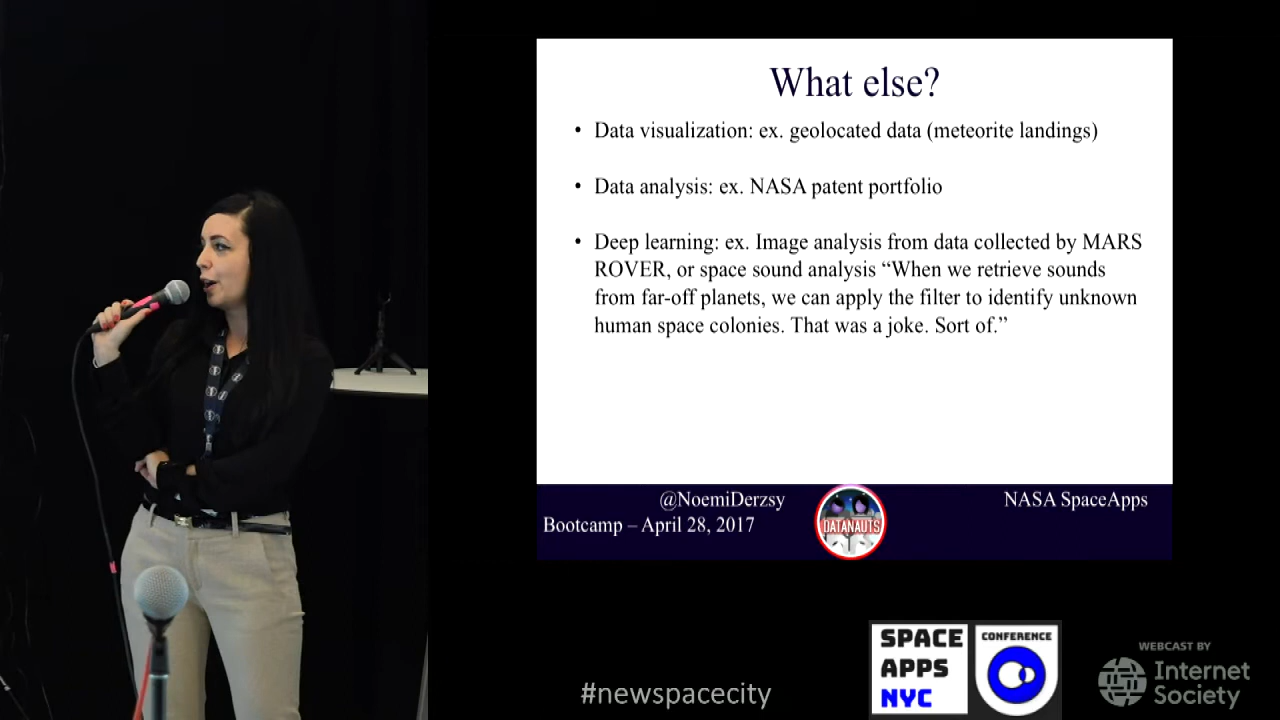 What else?
• Data visualization: ex. geolocated data (meteorite landings)
• Data analysis: ex. NASA patent portfolio
• Deep learning: ex. Image analysis from data collected by MARS
ROVER, or space sound analysis “When we retrieve sounds
from far-off planets, we can apply the filter to identify unknown
human space colonies. That was a joke. Sort of.”
@NoemiDerzsy
NASA SpaceApps
Bootcamp – April 28, 2017
DATANAUTS
SPACE
APPS
NYC
CONFERENCE
#newspacecity
WEBCAST BY
Internet
Society